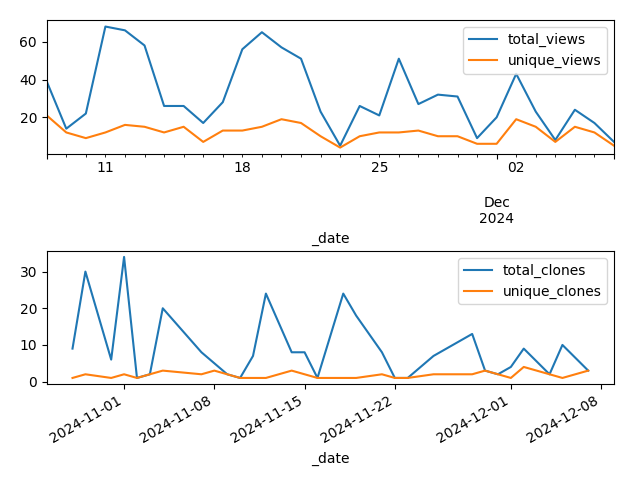 60
40
20
total_views
unique_views
11
18
25
02
Dec
2024
_date
30
20
10
0
total_clones
unique_clones
2024-11-01
2024-11-08
2024-11-15
2024-11-22
2024-12-01
2024-12-08
_date